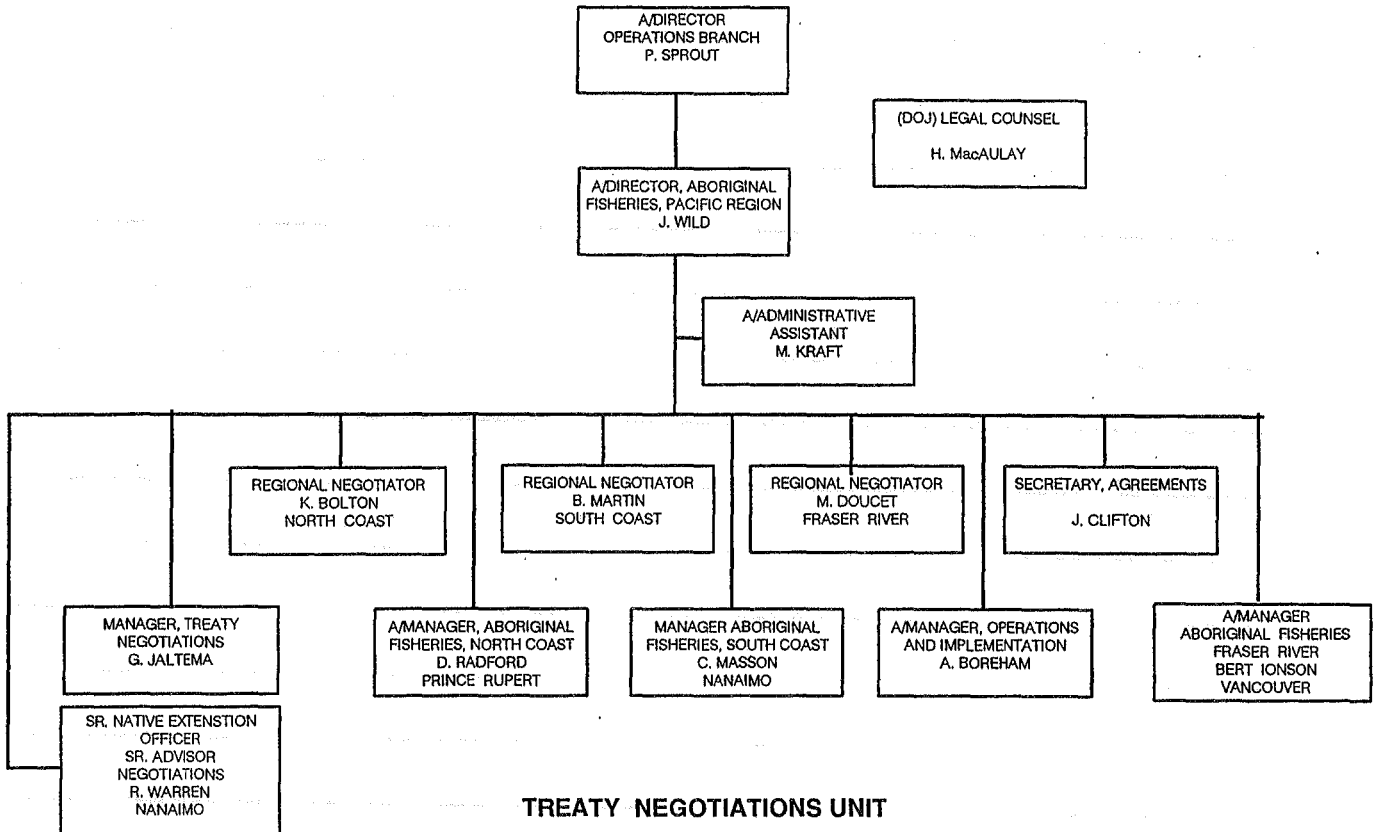 A/DIRECTOR
OPERATIONS BRANCH
P. SPROUT
(DOJ) LEGAL COUNSEL
H. MacAULAY
A/DIRECTOR, ABORIGINAL
FISHERIES, PACIFIC REGION
J. WILD
A/ADMINISTRATIVE
ASSISTANT
M. KRAFT
REGIONAL NEGOTIATOR
K. BOLTON
NORTH COAST
REGIONAL NEGOTIATOR
B. MARTIN
SOUTH COAST
REGIONAL NEGOTIATOR
M. DOUCET
FRASER RIVER
SECRETARY, AGREEMENTS
J. CLIFTON
MANAGER, TREATY
NEGOTIATIONS
G. JALTEMA
A/MANAGER, ABORIGINAL
FISHERIES, NORTH COAST
D. RADFORD
PRINCE RUPERT
MANAGER ABORIGINAL
FISHERIES, SOUTH COAST
C. MASSON
NANAIMO
A/MANAGER, OPERATIONS
AND IMPLEMENTATION
A. BOREHAM
A/MANAGER
ABORIGINAL FISHERIES
FRASER RIVER
BERT IONSON
VANCOUVER
SR. NATIVE EXTENSTION
OFFICER
SR. ADVISOR
NEGOTIATIONS
R. WARREN
NANAIMO
TREATY NEGOTIATIONS UNIT